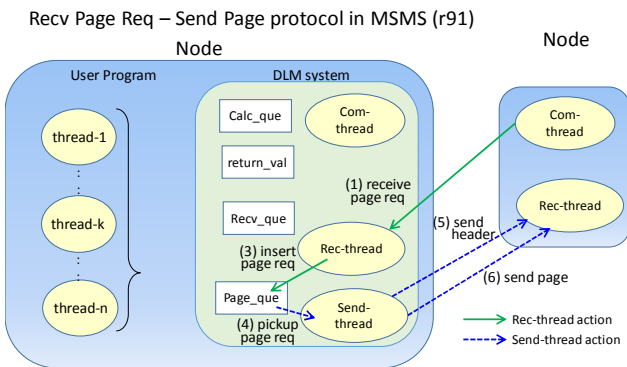 Recv Page Req – Send Page protocol in MSMS (r91)
Node
Node
User Program
DLM system
thread-1
thread-k
thread-n
Calc_que
return_val
Recv_que
Page_que
Com-
thread
Rec-thread
Send-
thread
(1) receive
page req
(3) insert
page req
(4) pickup
page req
(5) send
header
(6) send page
Com-
thread
Rec-thread
Rec-thread action
Send-thread action